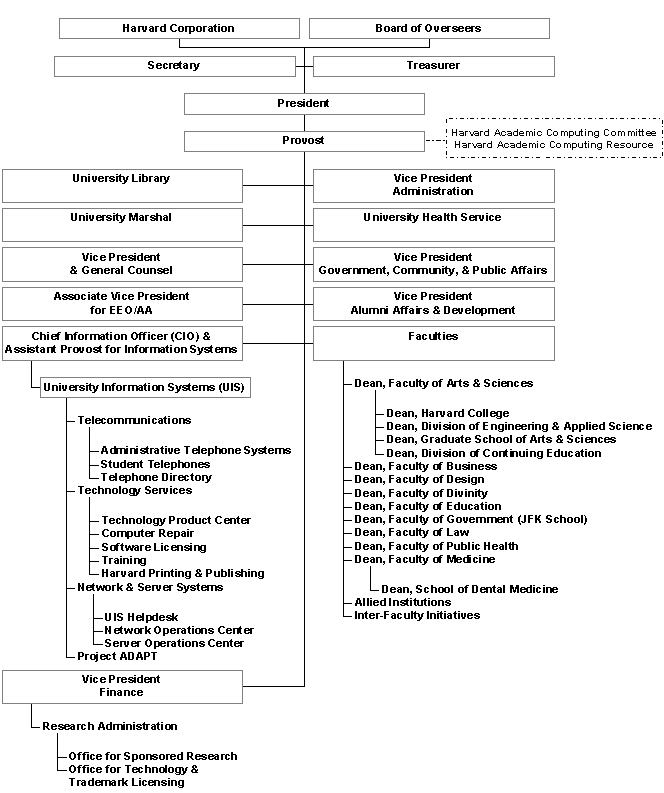 Harvard Corporation
Board of Overseers
Secretary
Treasurer
President
Provost
Harvard Academic Computing Committee
Harvard Academic Computing Resource
University Library
Vice President
Administration
University Marshal
University Health Service
Vice President
& General Counsel
Vice President
Government, Community, & Public Affairs
Associate Vice President
for EEO/AA
Vice President
Alumni Affairs & Development
Chief Information Officer (CIO) &
Assistant Provost for Information Systems
Faculties
University Information Systems (UIS)
Telecommunications
Administrative Telephone Systems
Student Telephones
Telephone Directory
Technology Services
Technology Product Center
Computer Repair
Software Licensing
Training
Harvard Printing & Publishing
Network & Server Systems
UIS Helpdesk
Network Operations Center
Server Operations Center
Project ADAPT
Dean, Faculty of Arts & Sciences
Dean, Harvard College
Dean, Division of Engineering & Applied Science
Dean, Graduate School of Arts & Sciences
Dean, Division of Continuing Education
Dean, Faculty of Business
Dean, Faculty of Design
Dean, Faculty of Divinity
Dean, Faculty of Education
Dean, Faculty of Government (JFK School)
Dean, Faculty of Law
Dean, Faculty of Public Health
Dean, Faculty of Medicine
Dean, School of Dental Medicine
Allied Institutions
Inter-Faculty Initiatives
Vice President
Finance
Research Administration
Office for Sponsored Research
Office for Technology &
Trademark Licensing